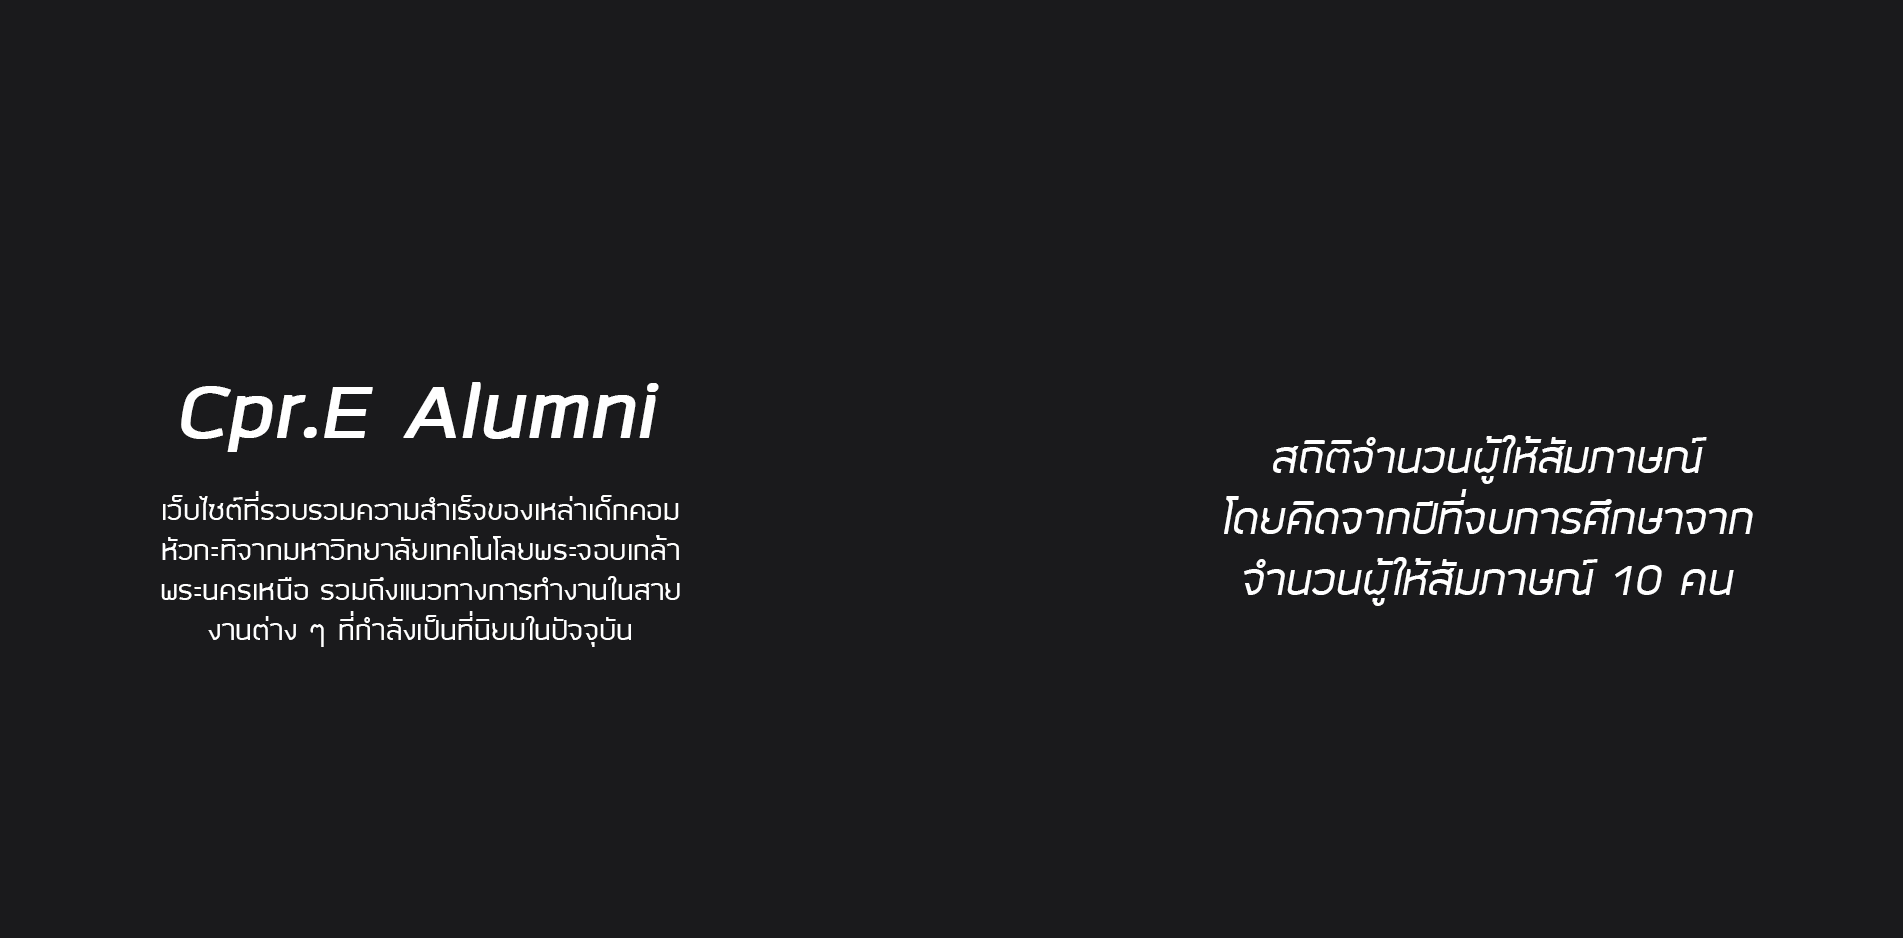 Cpr.E Alumni
เว็บไซต์ที่รวบรวมความสำเร็จของเหล่าเด็กคอม
หัวกะทิจากมหาวิทยาลัยเทคโนโลยพระจอบเกล้า
พระนครเหนือ รวมถึงแนวทางการทำงานในสาย
งานต่าง ๆ ที่กำลังเป็นที่นิยมในปัจจุบัน
สถิติจำนวนผู้ให้สัมภาษณ์
โดยคิดจากปีที่จบการศึกษาจาก
จำนวนผู้ให้สัมภาษณ์ 10 คน